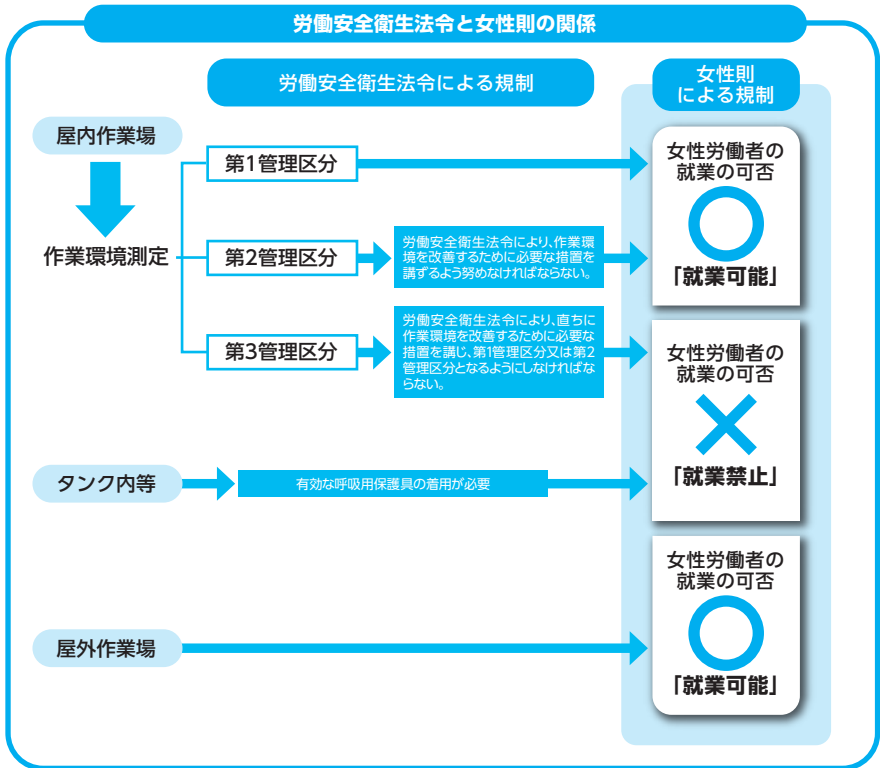 労働安全衛生法令と女性則の関係
労働安全衛生法令による規制
女性則
による規制
屋内作業場
作業環境測定
第1管理区分
女性労働者の
就業の可否
「就業可能」
第2管理区分
労働安全衛生法令により、作業環
境を改善するために必要な措置を
講ずるよう努めなければならない。
第3管理区分
労働安全衛生法令により、直ちに
作業環境を改善するために必要な
措置を講じ、第1管理区分又は第2
管理区分となるようにしなければな
らない。
女性労働者の
就業の可否
「就業禁止」
タンク内等
有効な呼吸用保護具の着用が必要
女性労働者の
就業の可否
「就業可能」
屋外作業場